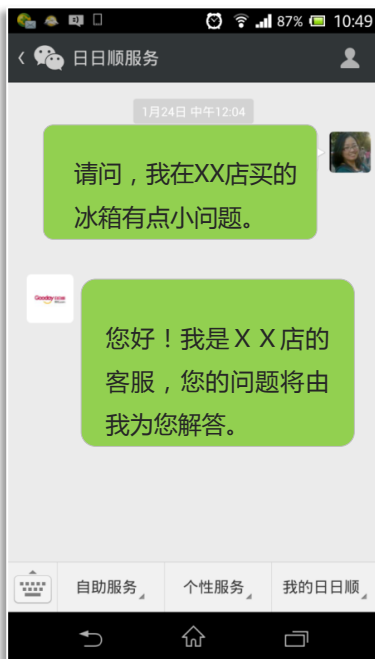 87% 10:49
日日顺服务
1月24日 中午12:04
请问，我在XX店买的
冰箱有点小问题。
Gooday
您好！我是ＸＸ店的
客服，您的问题将由
我为您解答。
自助服务 个性服务 我的日日顺